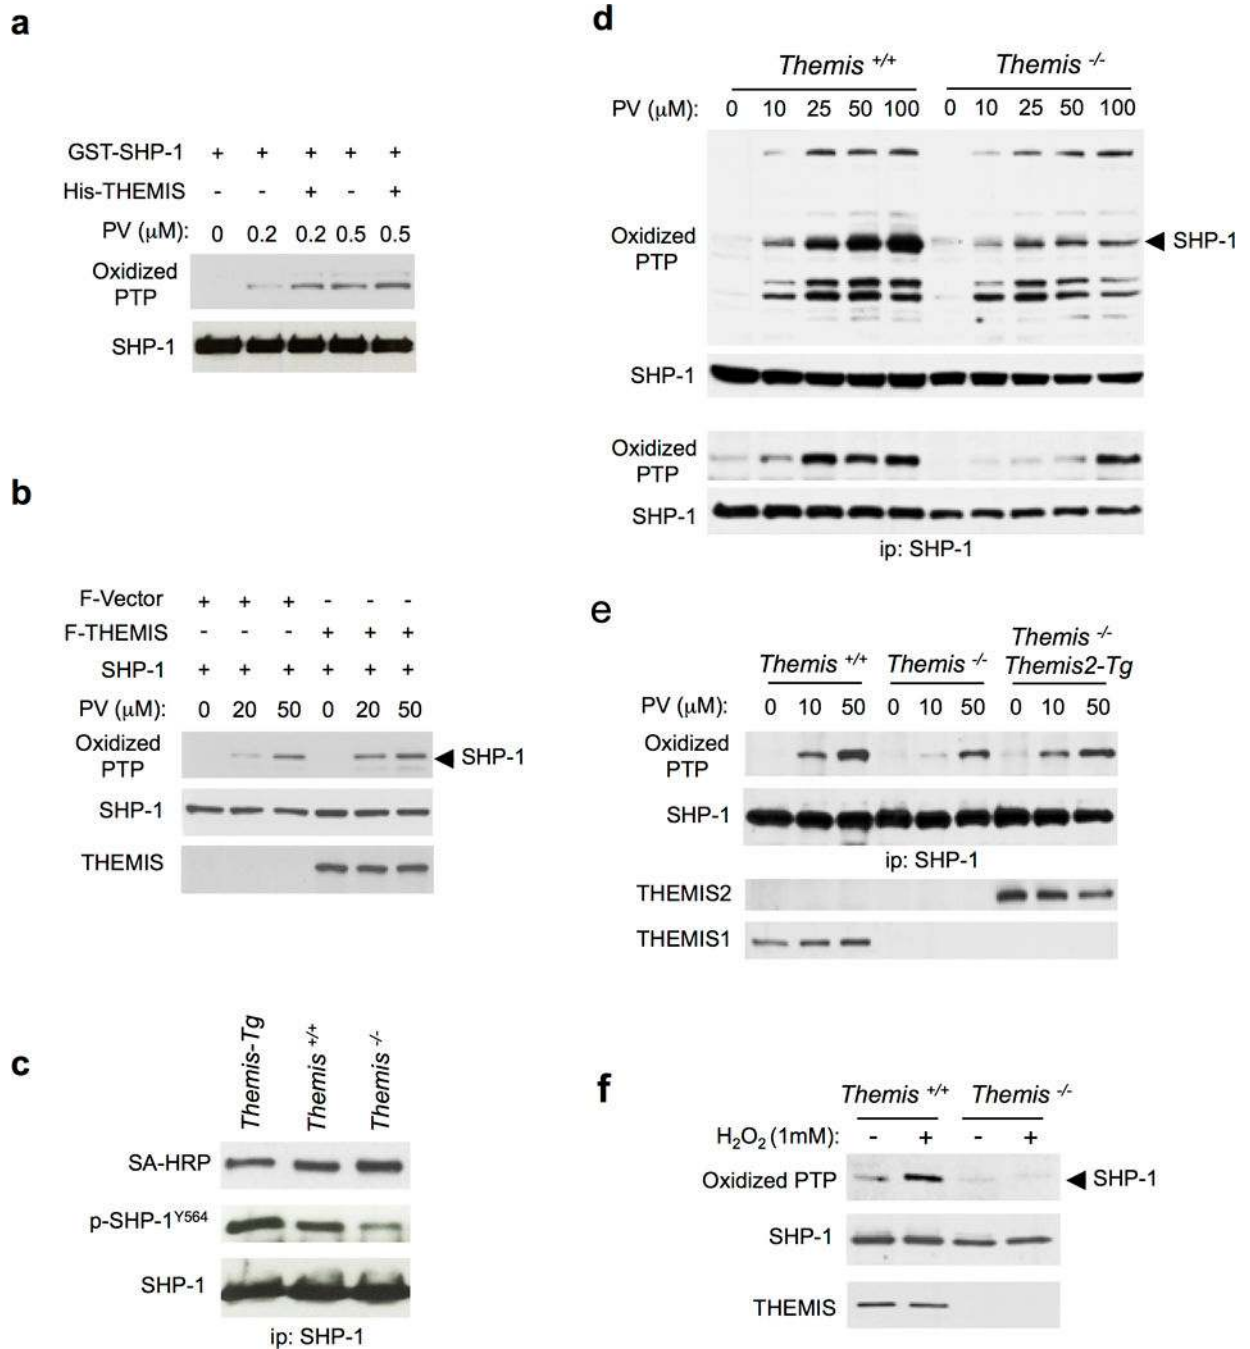 a
GST-SHP-1 + + + + +
His-THEMIS - - + - +
PV (μM): 0 0.2 0.2 0.5 0.5
Oxidized
PTP
SHP-1
b
F-Vector + + + - - -
F-THEMIS - - - + + +
SHP-1 + + + + + +
PV (μM): 0 20 50 0 20 50
Oxidized
PTP
SHP-1
SHP-1
THEMIS
c
Themis-Tg
Themis +/+
Themis -/-
SA-HRP
p-SHP-1Y564
SHP-1
ip: SHP-1
d
Themis +/+ Themis -/-
PV (μM): 0 10 25 50 100 0 10 25 50 100
Oxidized
PTP
SHP-1
SHP-1
Oxidized
PTP
SHP-1
ip: SHP-1
e
Themis +/+ Themis -/- Themis -/-
Themis2-Tg
PV (μM): 0 10 50 0 10 50 0 10 50
Oxidized
PTP
SHP-1
ip: SHP-1
THEMIS2
THEMIS1
f
Themis +/+ Themis -/-
H2O2 (1mM): - + - +
Oxidized PTP SHP-1
SHP-1
THEMIS